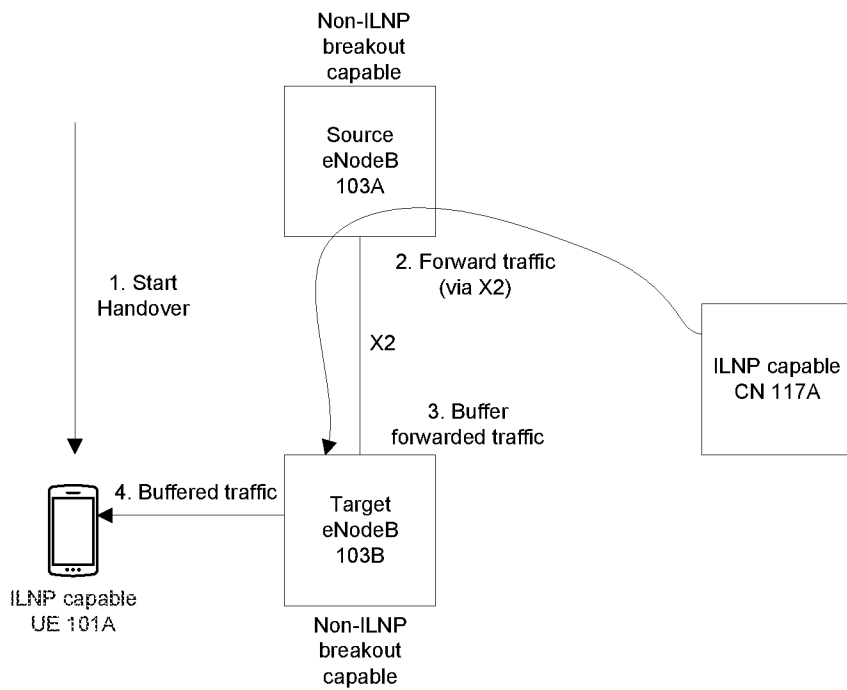 Non-ILNP
breakout
capable
Source
eNodeB
103A
1. Start
Handover
2. Forward traffic
(via X2)
X2
ILNP capable
CN 117A
3. Buffer
forwarded traffic
4. Buffered traffic
Target
eNodeB
103B
ILNP capable
UE 101A
Non-ILNP
breakout
capable